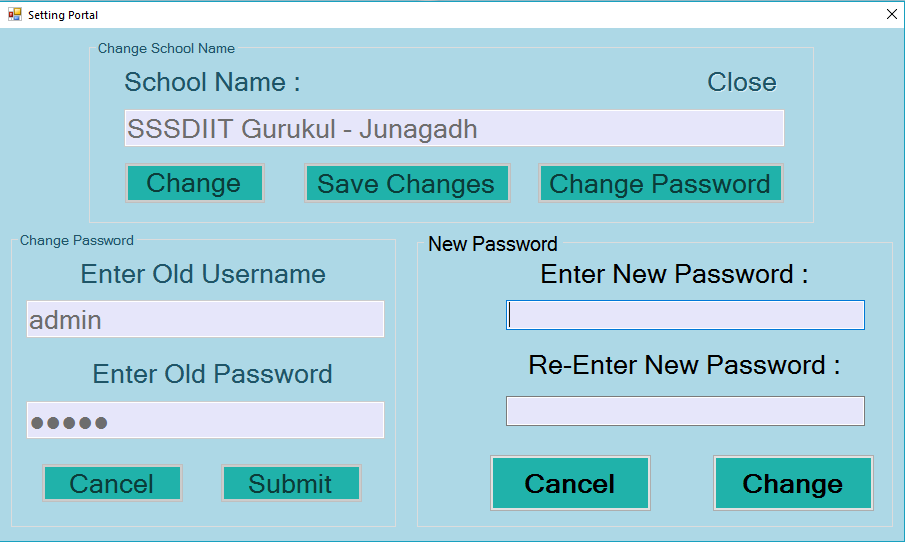 Setting Portal
Change School Name
School Name :
Close
SSSDIIT Gurukul - Junagadh
Change
Save Changes
Change Password
Change Password
Enter Old Username
admin
Enter Old Password
●●●●●
Cancel
Submit
New Password
Enter New Password :
Re-Enter New Password :
Cancel
Change